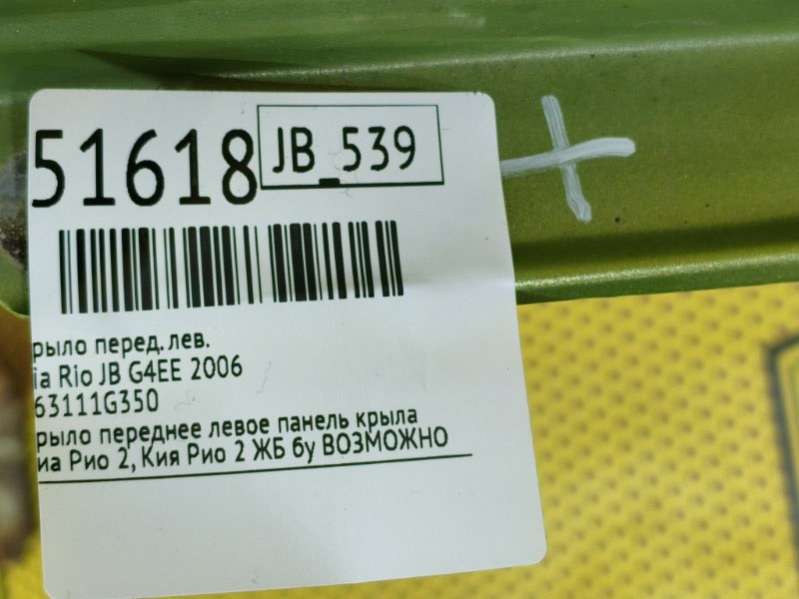 51618
JB_539
рыло перед. лев.
ia Rio JB G4EE 2006
63111G350
рыло переднее левое панель крыла
иа Рио 2, Кия Рио 2 ЖБ бу ВОЗМОЖНО